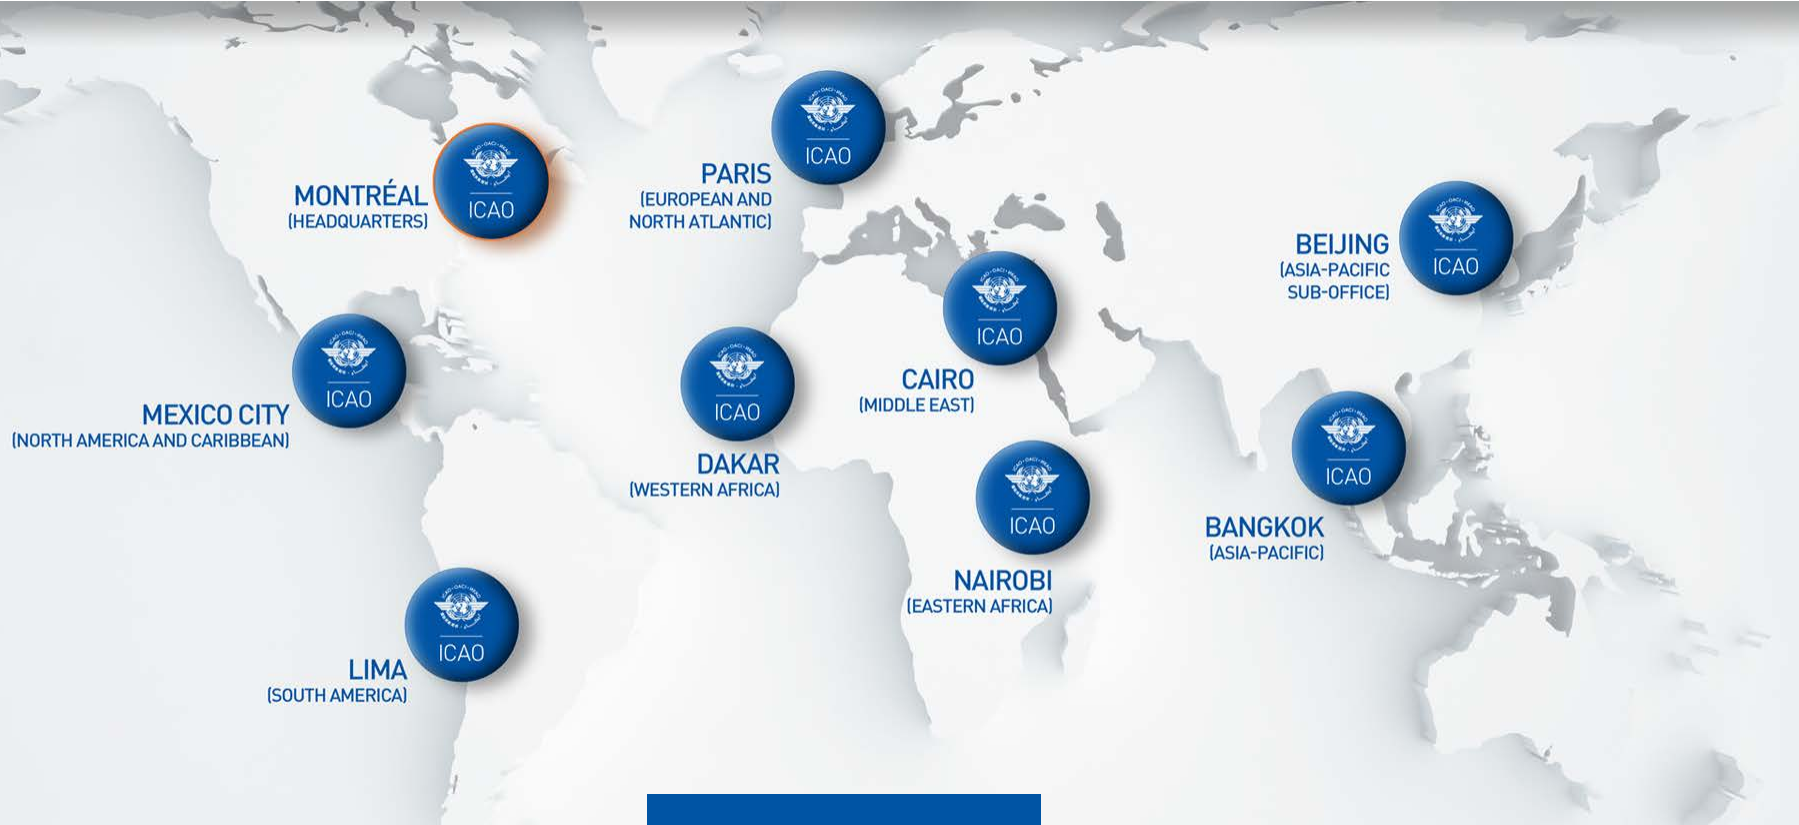 MONTRÉAL
(HEADQUARTERS)
ICAO
PARIS
(EUROPEAN AND
NORTH ATLANTIC)
ICAO
BEIJING
(ASIA-PACIFIC
SUB-OFFICE)
ICAO
MEXICO CITY
(NORTH AMERICA AND CARIBBEAN)
ICAO
DAKAR
(WESTERN AFRICA)
ICAO
CAIRO
(MIDDLE EAST)
ICAO
NAIROBI
(EASTERN AFRICA)
ICAO
BANGKOK
(ASIA-PACIFIC)
ICAO
LIMA
(SOUTH AMERICA)
ICAO